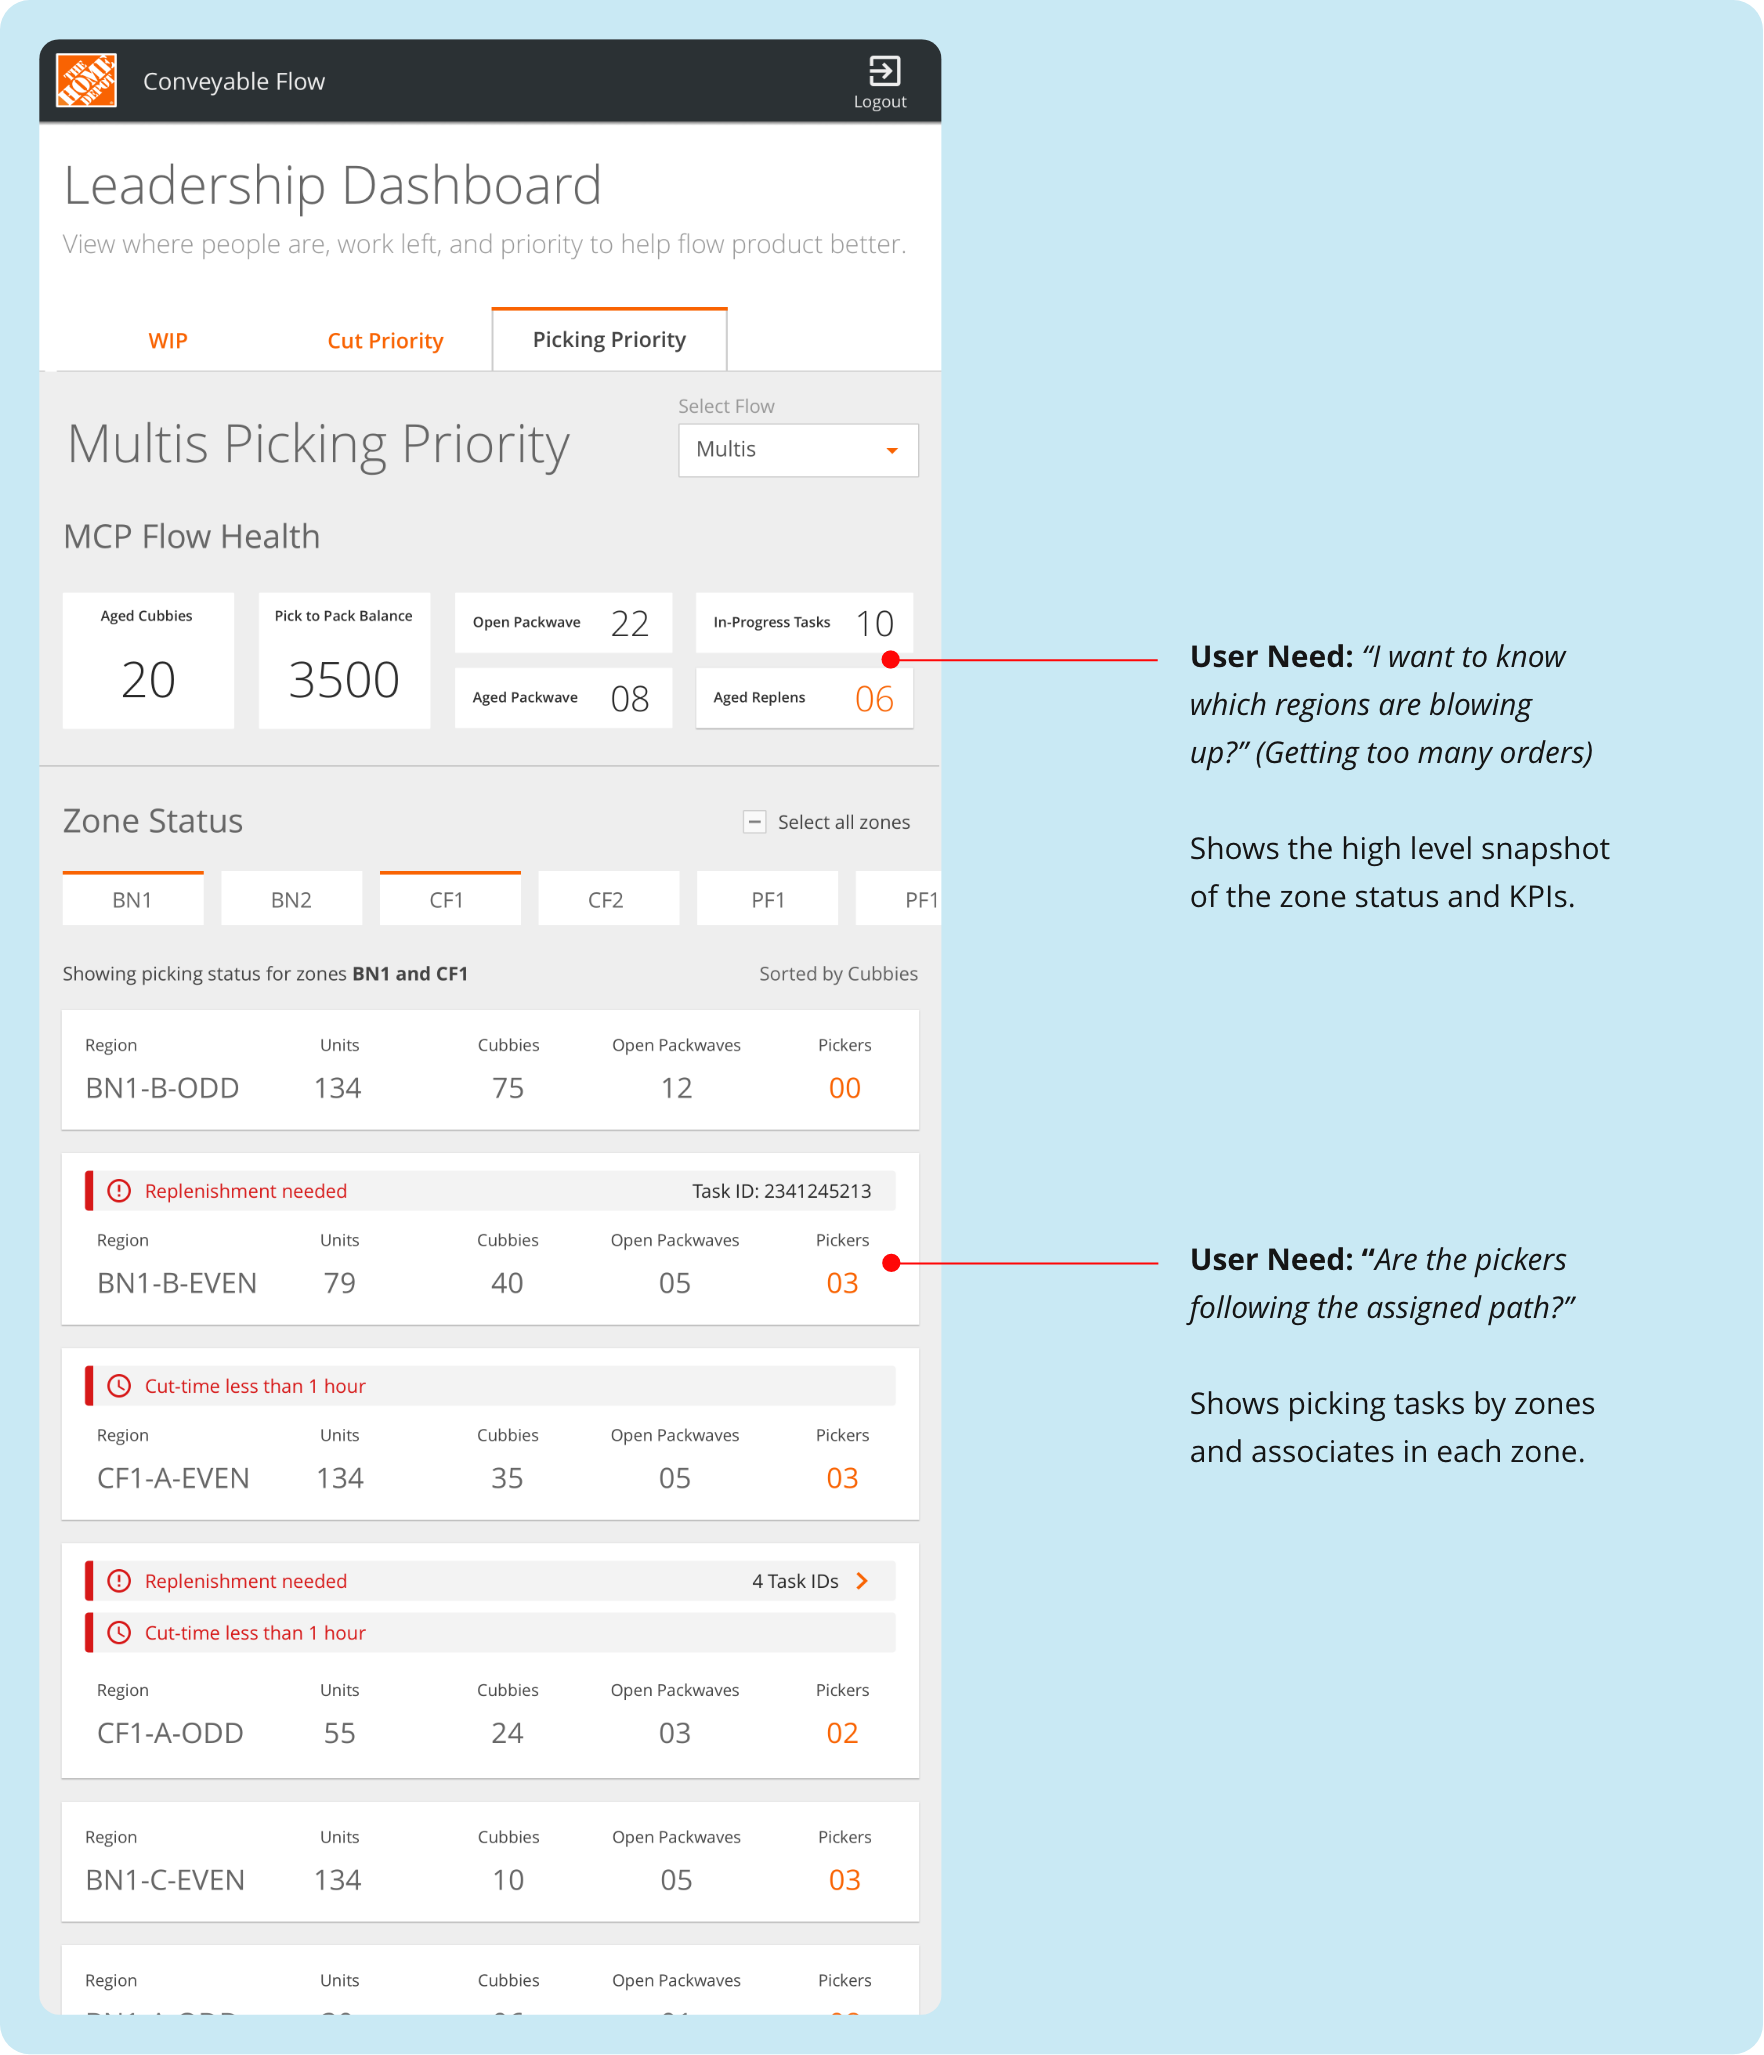 THE HOME DEPOT
Conveyable Flow
Logout
Leadership Dashboard
View where people are, work left, and priority to help flow product better.
WIP
Cut Priority
Picking Priority
Multis Picking Priority
Select Flow
Multis
MCP Flow Health
Aged Cubbies
20
Pick to Pack Balance
3500
Open Packwave 22
Aged Packwave 08
In-Progress Tasks 10
Aged Replens 06
User Need: “I want to know
which regions are blowing
up?” (Getting too many orders)
Shows the high level snapshot
of the zone status and KPIs.
Zone Status
Select all zones
BN1 BN2 CF1 CF2 PF1 PF1
Showing picking status for zones BN1 and CF1
Sorted by Cubbies
Region Units Cubbies Open Packwaves Pickers
BN1-B-ODD 134 75 12 00
Replenishment needed Task ID: 2341245213
Region Units Cubbies Open Packwaves Pickers
BN1-B-EVEN 79 40 05 03
User Need: “Are the pickers
following the assigned path?”
Shows picking tasks by zones
and associates in each zone.
Cut-time less than 1 hour
Region Units Cubbies Open Packwaves Pickers
CF1-A-EVEN 134 35 05 03
Replenishment needed 4 Task IDs
Cut-time less than 1 hour
Region Units Cubbies Open Packwaves Pickers
CF1-A-ODD 55 24 03 02
Region Units Cubbies Open Packwaves Pickers
BN1-C-EVEN 134 10 05 03
Region Units Cubbies Open Packwaves Pickers